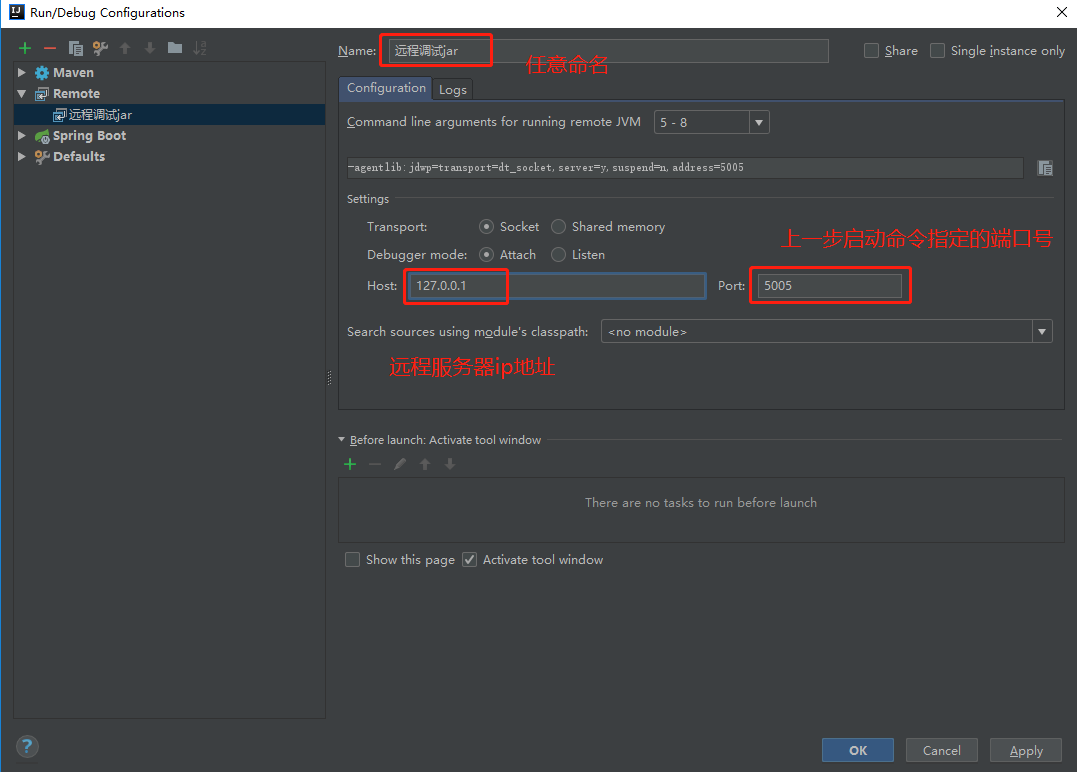 Run/Debug Configurations
Name: 远程调试jar
任意命名
Share
Single instance only
Maven
Remote
远程调试jar
Spring Boot
Defaults
Configuration
Logs
Command line arguments for running remote JVM
5 - 8
-agentlib:jdwp=transport=dt_socket,server=y,suspend=n,address=5005
Settings
Transport: Socket Shared memory
上一步启动命令指定的端口号
Debugger mode: Attach Listen
Host: 127.0.0.1 Port: 5005
Search sources using module's classpath: <no module>
远程服务器ip地址
Before launch: Activate tool window
There are no tasks to run before launch
Show this page Activate tool window
?
OK
Cancel
Apply